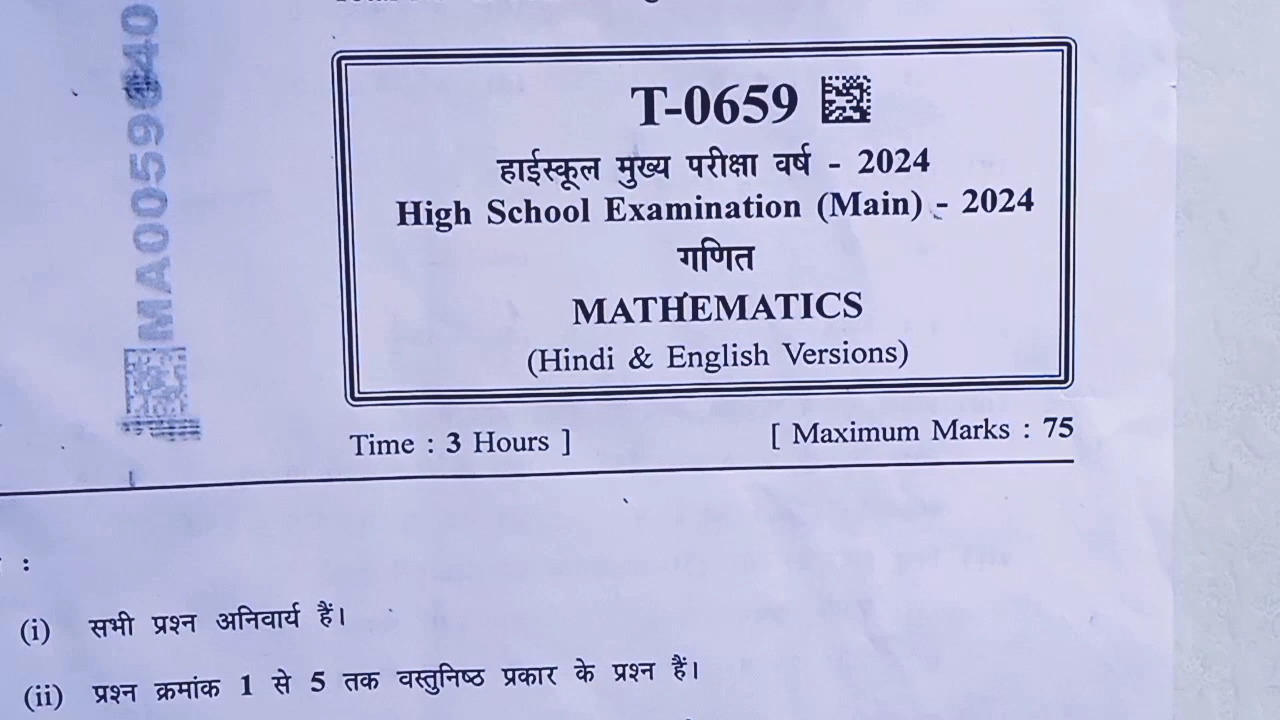 T-0659
हाईस्कूल मुख्य परीक्षा वर्ष - 2024
High School Examination (Main) - 2024
गणित
MATHEMATICS
(Hindi & English Versions)
Time : 3 Hours ]
[ Maximum Marks : 75
:
(i) सभी प्रश्न अनिवार्य हैं।
(ii) प्रश्न क्रमांक 1 से 5 तक वस्तुनिष्ठ प्रकार के प्रश्न हैं।